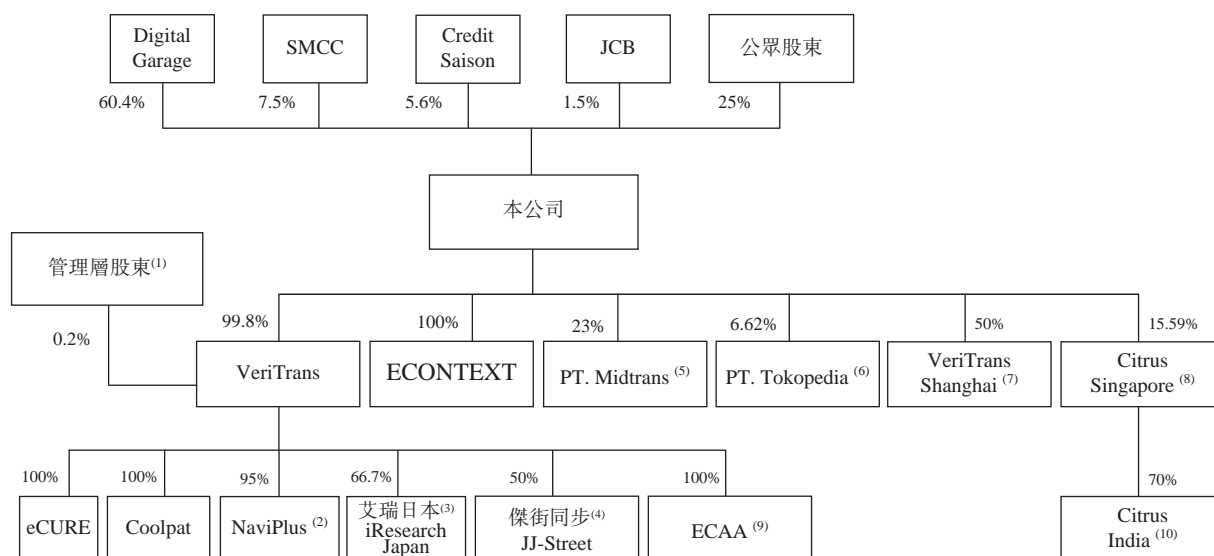 Digital
Garage
SMCC
Credit
Saison
JCB
公眾股東
60.4%
7.5%
5.6%
1.5%
25%
本公司
管理層股東(1)
0.2%
99.8%
100%
23%
6.62%
50%
15.59%
VeriTrans
ECONTEXT
PT. Midtrans (5)
PT. Tokopedia (6)
VeriTrans
Shanghai (7)
Citrus
Singapore (8)
100%
100%
95%
66.7%
50%
100%
70%
eCURE
Coolpat
NaviPlus (2)
艾瑞日本(3)
iResearch
Japan
傑街同步(4)
JJ-Street
ECAA (9)
Citrus
India (10)